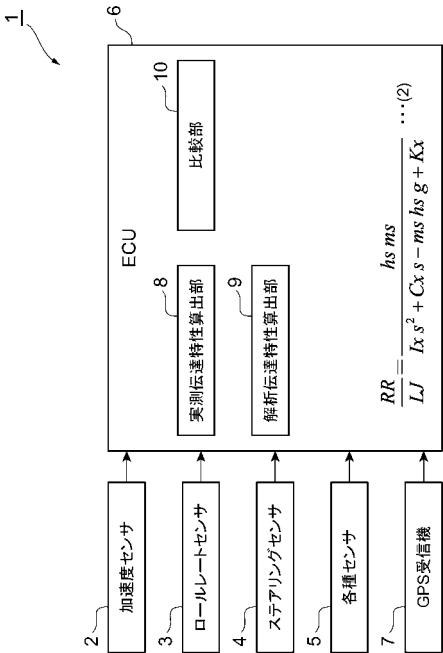 1
6
ECU
8
実測伝達特性算出部
10
比較部
9
解析伝達特性算出部
RR/LJ = hs ms / (Ix s² + Cx s − ms hs g + Kx) ⋯(2)
2
加速度センサ
3
ロールレートセンサ
4
ステアリングセンサ
5
各種センサ
7
GPS受信機